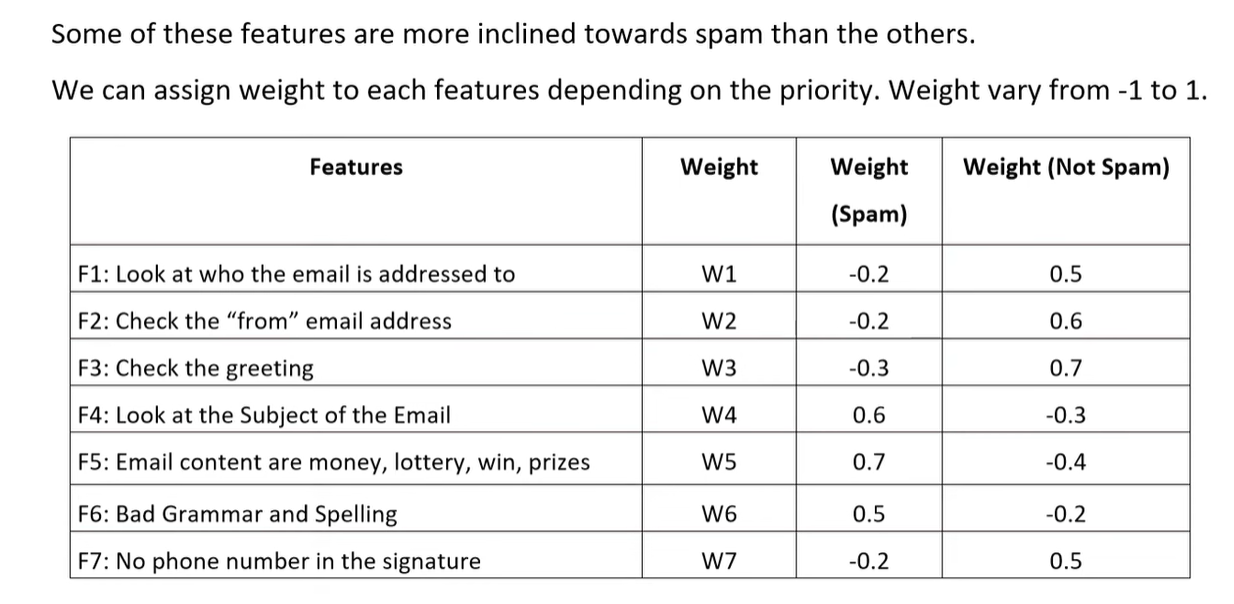 Some of these features are more inclined towards spam than the others.
We can assign weight to each features depending on the priority. Weight vary from -1 to 1.
Features Weight Weight (Spam) Weight (Not Spam)
F1: Look at who the email is addressed to W1 -0.2 0.5
F2: Check the “from” email address W2 -0.2 0.6
F3: Check the greeting W3 -0.3 0.7
F4: Look at the Subject of the Email W4 0.6 -0.3
F5: Email content are money, lottery, win, prizes W5 0.7 -0.4
F6: Bad Grammar and Spelling W6 0.5 -0.2
F7: No phone number in the signature W7 -0.2 0.5